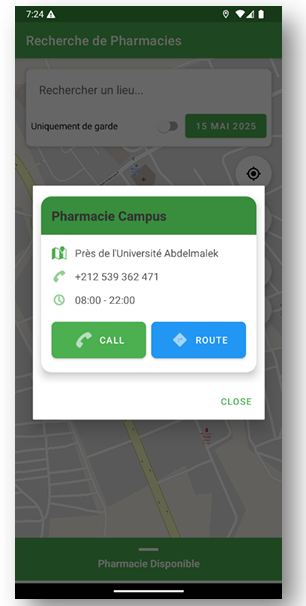 7:24
Recherche de Pharmacies
Rechercher un lieu...
Uniquement de garde
15 MAI 2025
Pharmacie Campus
Près de l'Université Abdelmalek
+212 539 362 471
08:00 - 22:00
CALL
ROUTE
CLOSE
Pharmacie Disponible